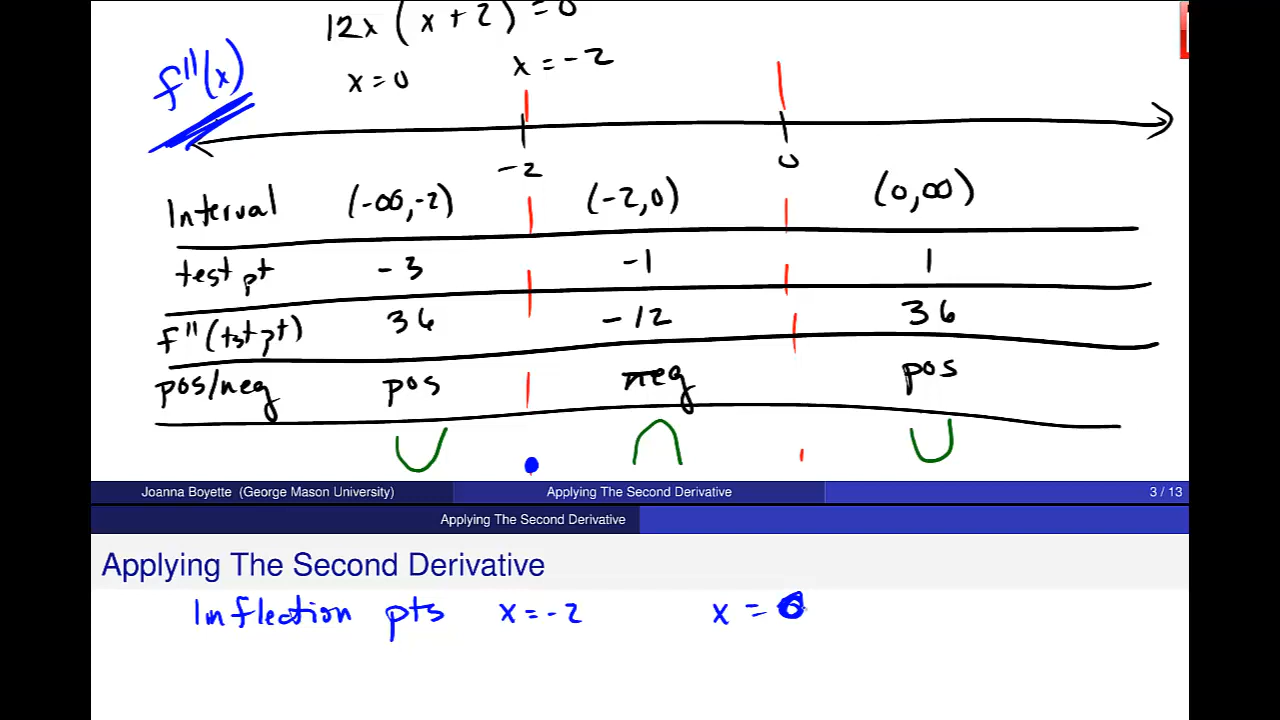 12x (x + 2) = 0
x = 0 x = -2
f''(x)
-2 0
Interval (-∞,-2) (-2,0) (0,∞)
test pt -3 -1 1
f''(tst pt) 36 -12 36
pos/neg pos neg pos
Joanna Boyette (George Mason University) Applying The Second Derivative 3 / 13
Applying The Second Derivative
Applying The Second Derivative
Inflection pts x = -2 x = 0